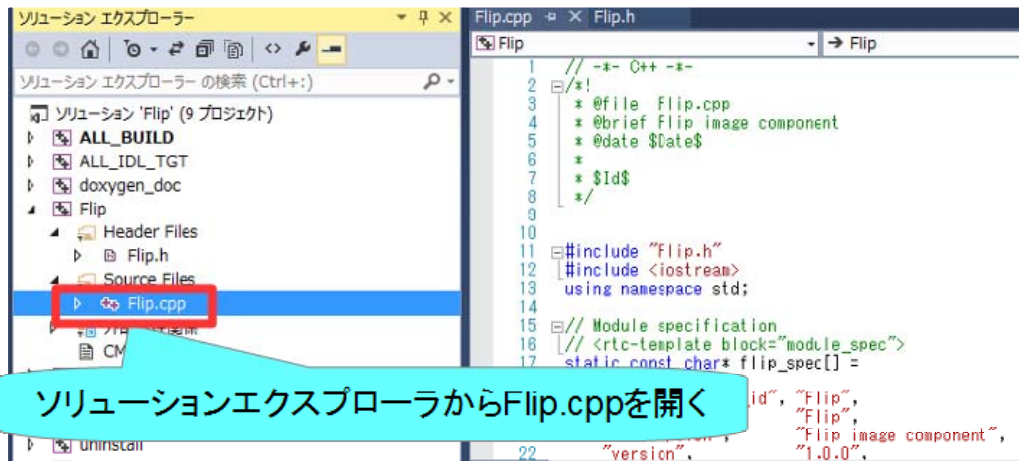 ソリューション エクスプローラー
ソリューション エクスプローラー の検索 (Ctrl+:)
ソリューション 'Flip' (9 プロジェクト)
ALL_BUILD
ALL_IDL_TGT
doxygen_doc
Flip
Header Files
Flip.h
Source Files
Flip.cpp
CM
uninstall
ソリューションエクスプローラからFlip.cppを開く
Flip.cpp Flip.h
Flip Flip
1 // -*- C++ -*-
2 /*!
3 * @file Flip.cpp
4 * @brief Flip image component
5 * @date $Date$
6 *
7 * $Id$
8 */
9
10
11 #include "Flip.h"
12 #include <iostream>
13 using namespace std;
14
15 // Module specification
16 // <rtc-template block="module_spec">
17 static const char* flip_spec[] =
_id", "Flip",
"Flip",
"Flip image component",
22 "version", "1.0.0",